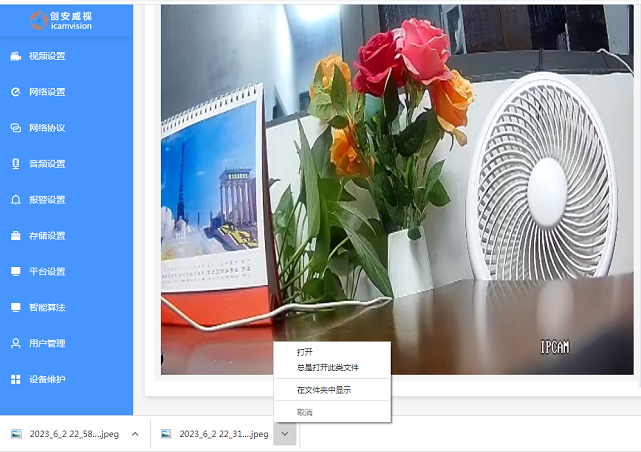 创安威视
icamvision
视频设置
网络设置
网络协议
音频设置
报警设置
存储设置
平台设置
智能算法
用户管理
设备维护
IPCAM
打开
总是打开此类文件
在文件夹中显示
取消
2023_6_2 22_58....jpeg
2023_6_2 22_31....jpeg